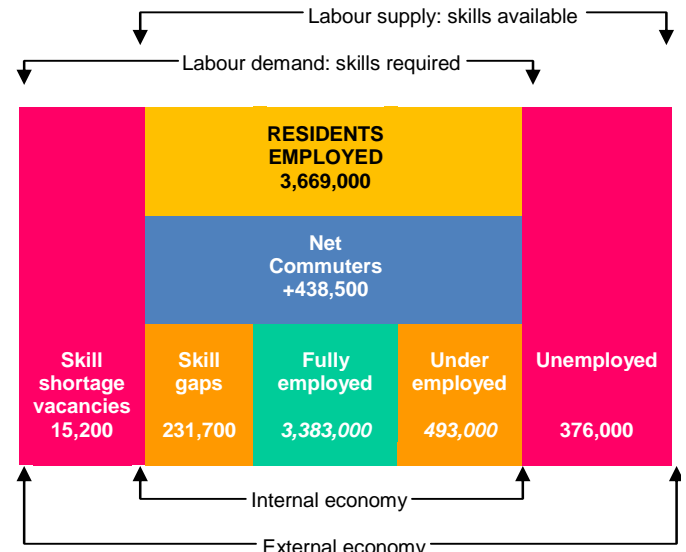 Labour supply: skills available
Labour demand: skills required
RESIDENTS
EMPLOYED
3,669,000
Net
Commuters
+438,500
Skill
shortage
vacancies
15,200
Skill
gaps
231,700
Fully
employed
3,383,000
Under
employed
493,000
Unemployed
376,000
Internal economy
External economy